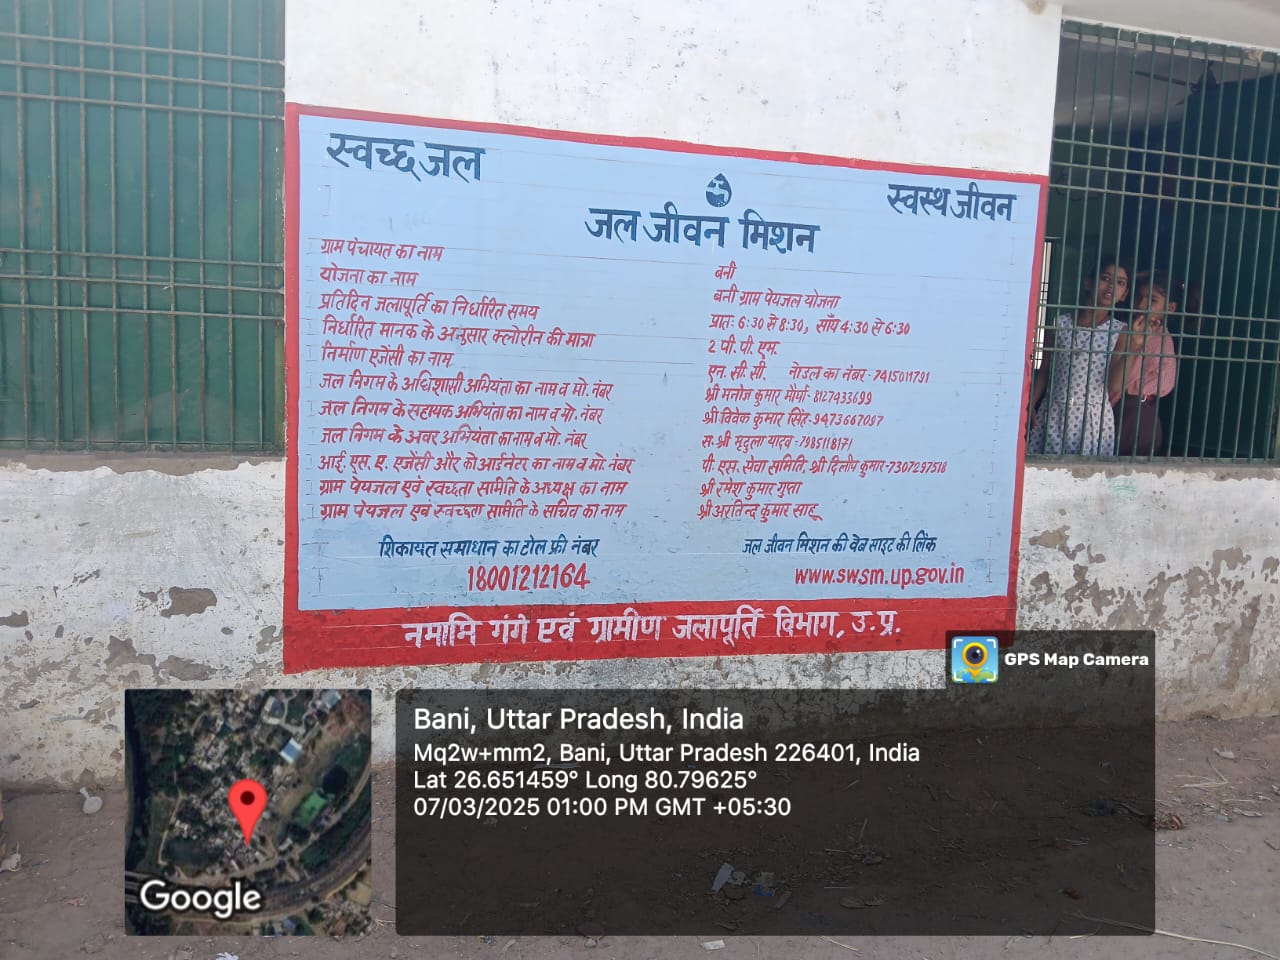 स्वच्छ जल
स्वस्थ जीवन
जल जीवन मिशन
ग्राम पंचायत का नाम बनी
योजना का नाम बनी ग्राम पेयजल योजना
प्रतिदिन जलापूर्ति का निर्धारित समय प्रातः 6:30 से 8:30, साँय 4:30 से 6:30
निर्धारित मानक के अनुसार क्लोरीन की मात्रा 2 पी. पी. एम.
निर्माण एजेंसी का नाम एन. सी. सी. नोडल का नंबर - 7415011791
जल निगम के अधिशासी अभियंता का नाम व मो. नंबर श्री मनोज कुमार मौर्या- 8127433699
जल निगम के सहायक अभियंता का नाम व मो. नंबर श्री विवेक कुमार सिंह- 9473667097
जल निगम के अवर अभियंता का नाम व मो. नंबर स. श्री मृदुला यादव - 7985118171
आई. एस. ए. एजेंसी और कोआर्डनेटर का नाम व मो. नंबर पी. एस. सेवा समिति, श्री दिलीप कुमार-7307297518
ग्राम पेयजल एवं स्वच्छता समिति के अध्यक्ष का नाम श्री रमेश कुमार गुप्ता
ग्राम पेयजल एवं स्वच्छता समिति के सचिव का नाम श्री अरविन्द कुमार साहू
शिकायत समाधान का टोल फ्री नंबर जल जीवन मिशन की वेब साइट की लिंक
18001212164 www.swsm.up.gov.in
नमामि गंगे एवं ग्रामीण जलापूर्ति विभाग, उ. प्र.
GPS Map Camera
Bani, Uttar Pradesh, India
Mq2w+mm2, Bani, Uttar Pradesh 226401, India
Lat 26.651459° Long 80.79625°
07/03/2025 01:00 PM GMT +05:30
Google